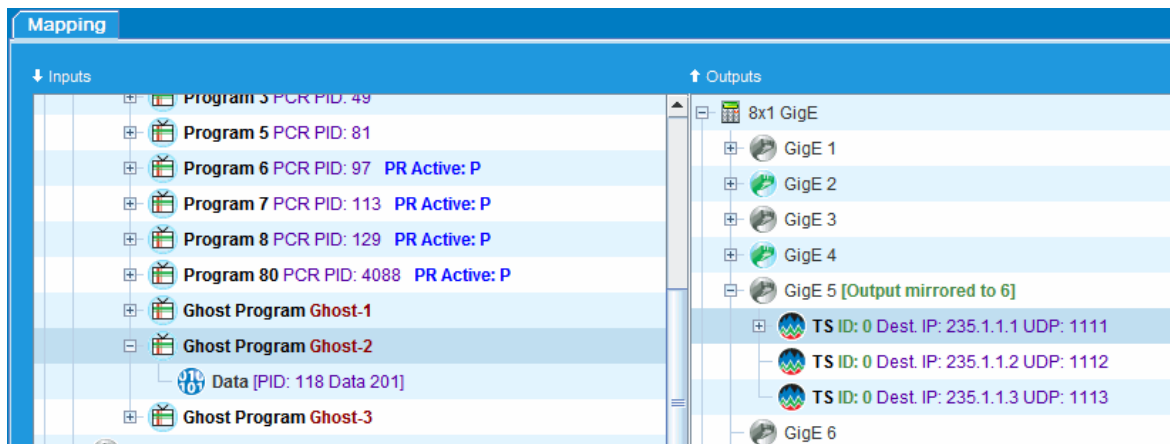 Mapping
Inputs
Program 3 PCR PID: 49
Program 5 PCR PID: 81
Program 6 PCR PID: 97 PR Active: P
Program 7 PCR PID: 113 PR Active: P
Program 8 PCR PID: 129 PR Active: P
Program 80 PCR PID: 4088 PR Active: P
Ghost Program Ghost-1
Ghost Program Ghost-2
Data [PID: 118 Data 201]
Ghost Program Ghost-3
Outputs
8x1 GigE
GigE 1
GigE 2
GigE 3
GigE 4
GigE 5 [Output mirrored to 6]
TS ID: 0 Dest. IP: 235.1.1.1 UDP: 1111
TS ID: 0 Dest. IP: 235.1.1.2 UDP: 1112
TS ID: 0 Dest. IP: 235.1.1.3 UDP: 1113
GigE 6